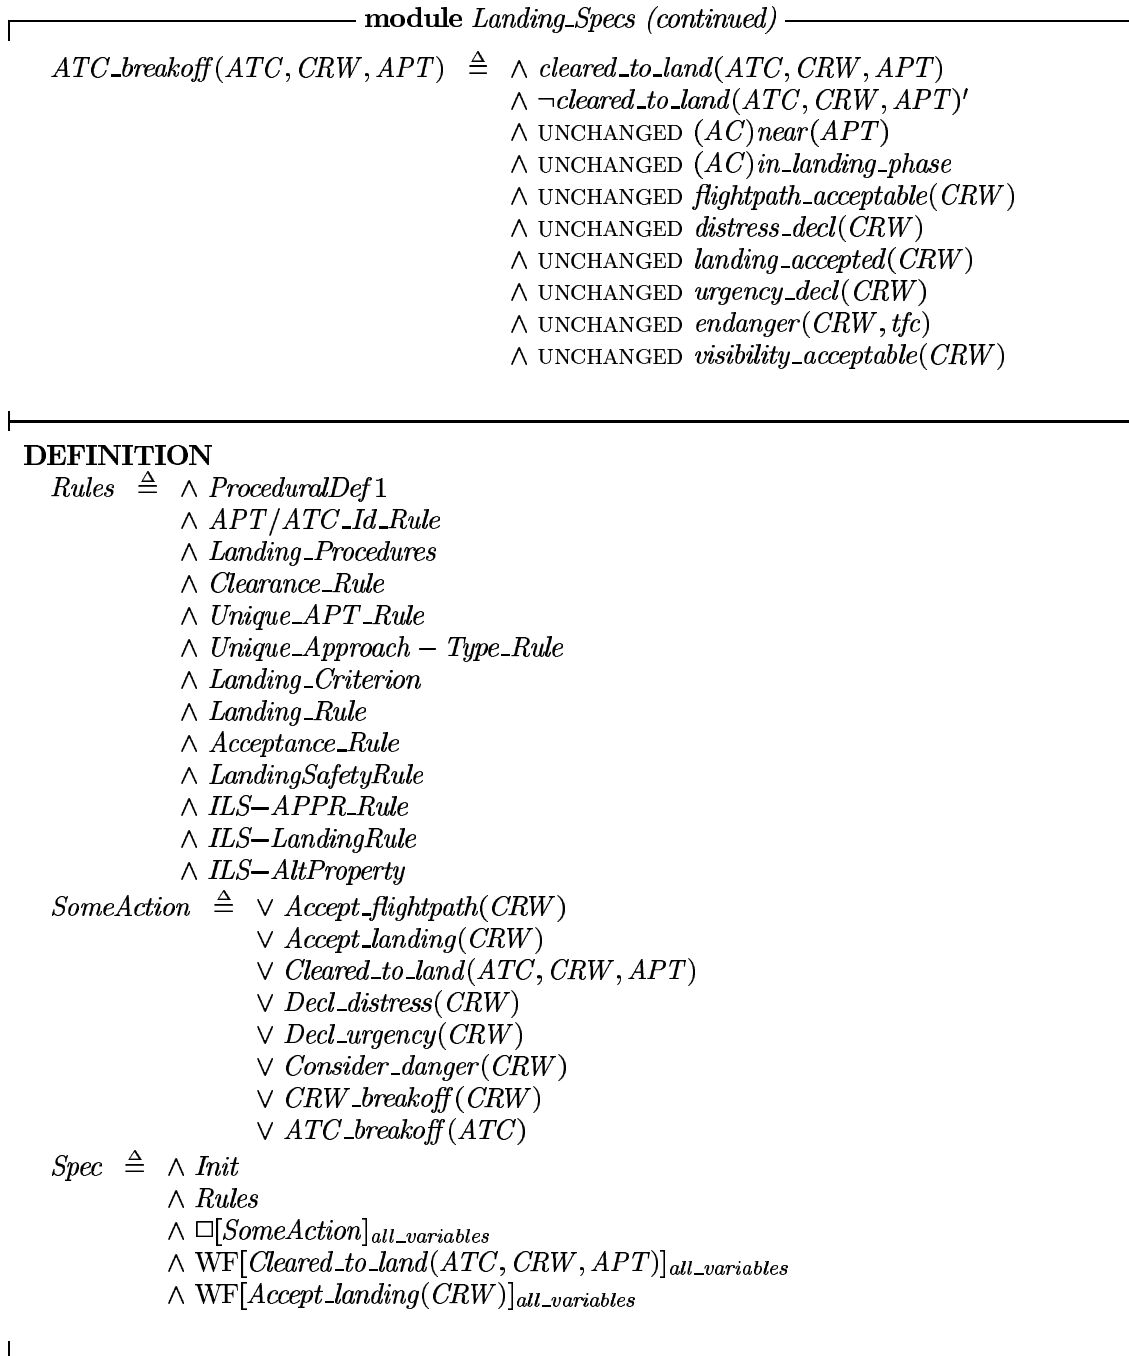 module Landing_Specs (continued)
ATC_breakoff(ATC, CRW, APT) ≜ ∧ cleared_to_land(ATC, CRW, APT)
∧ ¬cleared_to_land(ATC, CRW, APT)′
∧ UNCHANGED (AC)near(APT)
∧ UNCHANGED (AC)in_landing_phase
∧ UNCHANGED flightpath_acceptable(CRW)
∧ UNCHANGED distress_decl(CRW)
∧ UNCHANGED landing_accepted(CRW)
∧ UNCHANGED urgency_decl(CRW)
∧ UNCHANGED endanger(CRW, tfc)
∧ UNCHANGED visibility_acceptable(CRW)
DEFINITION
Rules ≜ ∧ ProceduralDef1
∧ APT/ATC_Id_Rule
∧ Landing_Procedures
∧ Clearance_Rule
∧ Unique_APT_Rule
∧ Unique_Approach − Type_Rule
∧ Landing_Criterion
∧ Landing_Rule
∧ Acceptance_Rule
∧ LandingSafetyRule
∧ ILS–APPR_Rule
∧ ILS–LandingRule
∧ ILS–AltProperty
SomeAction ≜ ∨ Accept_flightpath(CRW)
∨ Accept_landing(CRW)
∨ Cleared_to_land(ATC, CRW, APT)
∨ Decl_distress(CRW)
∨ Decl_urgency(CRW)
∨ Consider_danger(CRW)
∨ CRW_breakoff(CRW)
∨ ATC_breakoff(ATC)
Spec ≜ ∧ Init
∧ Rules
∧ □[SomeAction]all_variables
∧ WF[Cleared_to_land(ATC, CRW, APT)]all_variables
∧ WF[Accept_landing(CRW)]all_variables